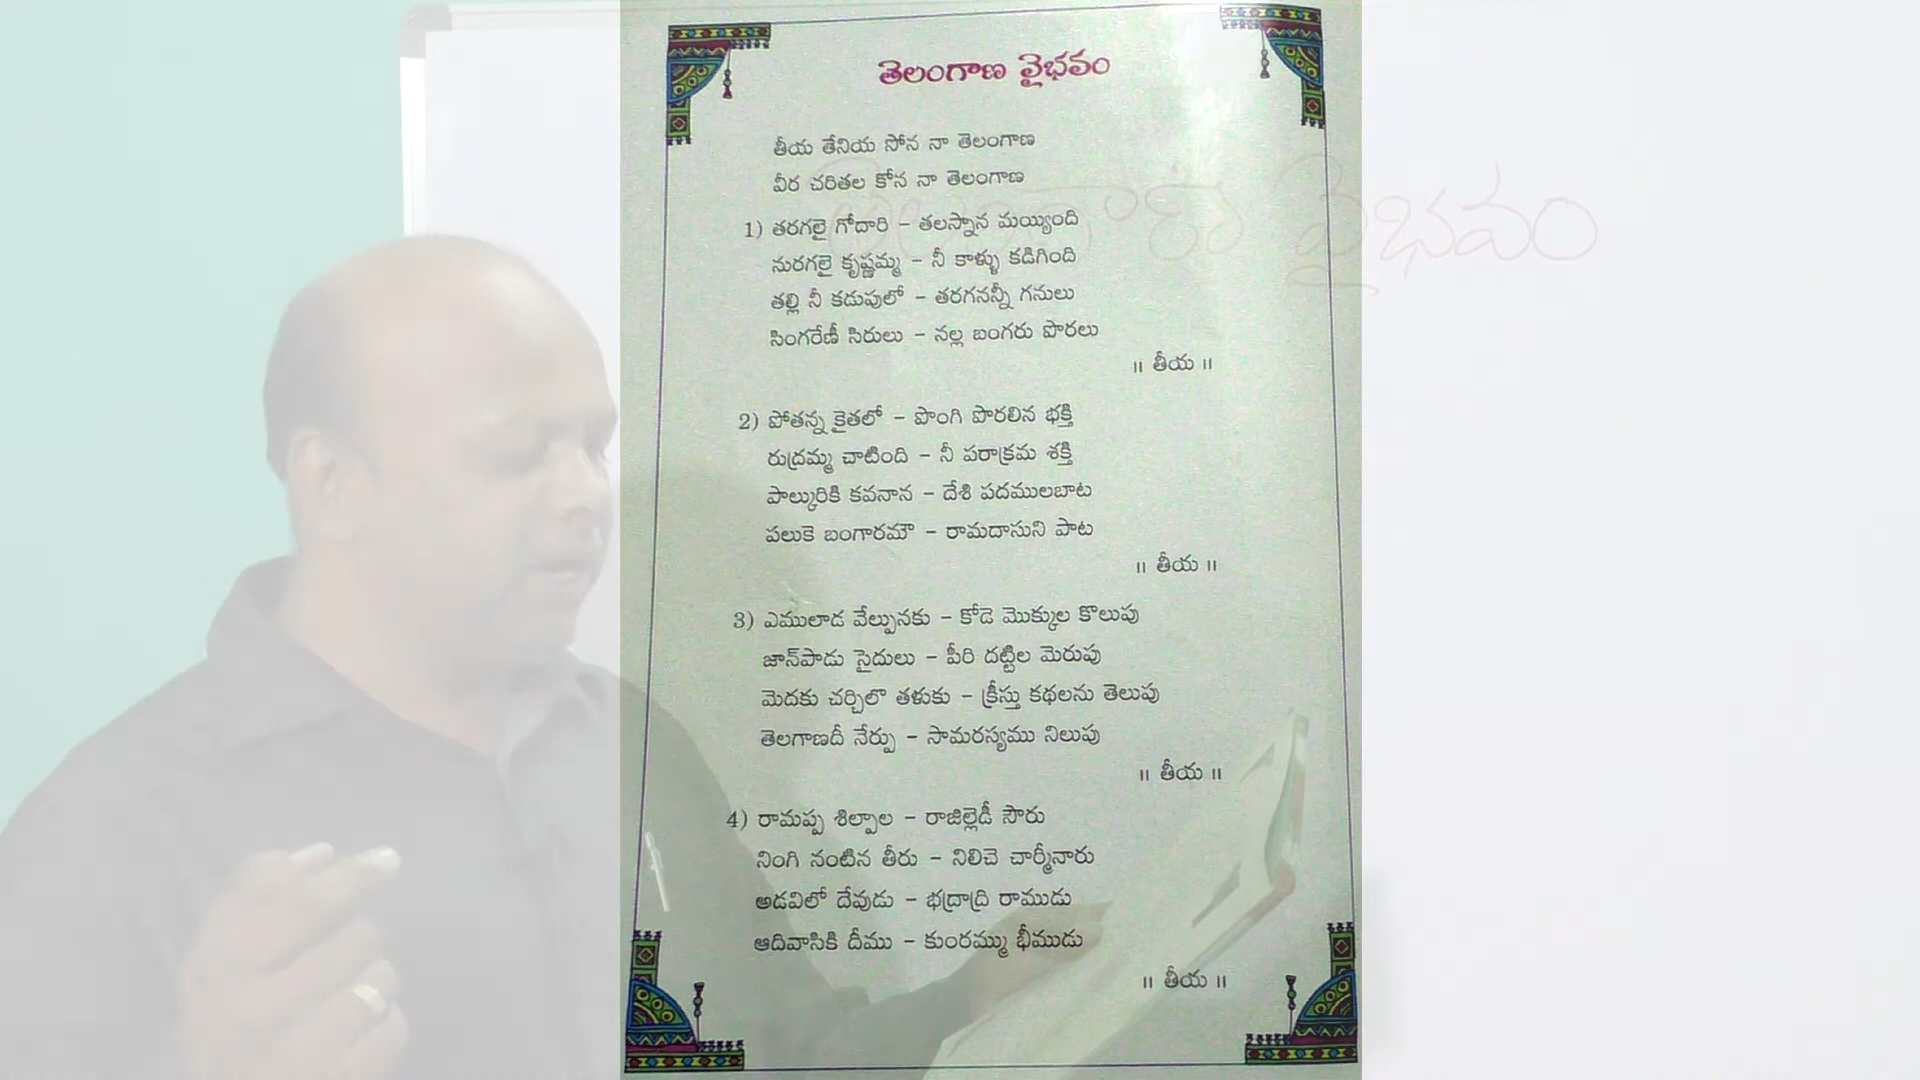 తెలంగాణ వైభవం
తీయ తేనియ సోన నా తెలంగాణ
వీర చరితల కోన నా తెలంగాణ
1) తరగలై గోదారి - తలస్నాన మయ్యింది
నురగలై కృష్ణమ్మ - నీ కాళ్ళు కడిగింది
తల్లి నీ కడుపులో - తరగనన్నీ గనులు
సింగరేణీ సిరులు - నల్ల బంగరు పొరలు
॥ తీయ ॥
2) పోతన్న కైతలో - పొంగి పొరలిన భక్తి
రుద్రమ్మ చాటింది - నీ పరాక్రమ శక్తి
పాల్కురికి కవనాన - దేశి పదములబాట
పలుకె బంగారమౌ - రామదాసుని పాట
॥ తీయ ॥
3) ఎములాడ వేల్పునకు - కోడె మొక్కుల కొలుపు
జాన్‌పాడు సైదులు - పీరి దట్టీల మెరుపు
మెదకు చర్చిలొ తళుకు - క్రీస్తు కథలను తెలుపు
తెలగాణదీ నేర్పు - సామరస్యము నిలుపు
॥ తీయ ॥
4) రామప్ప శిల్పాల - రాజిల్లెడీ సౌరు
నింగి నంటిన తీరు - నిలిచె చార్మీనారు
అడవిలో దేవుడు - భద్రాద్రి రాముడు
ఆదివాసికి దీము - కుంరమ్ము భీముడు
॥ తీయ ॥
తెలంగాణ వైభవం